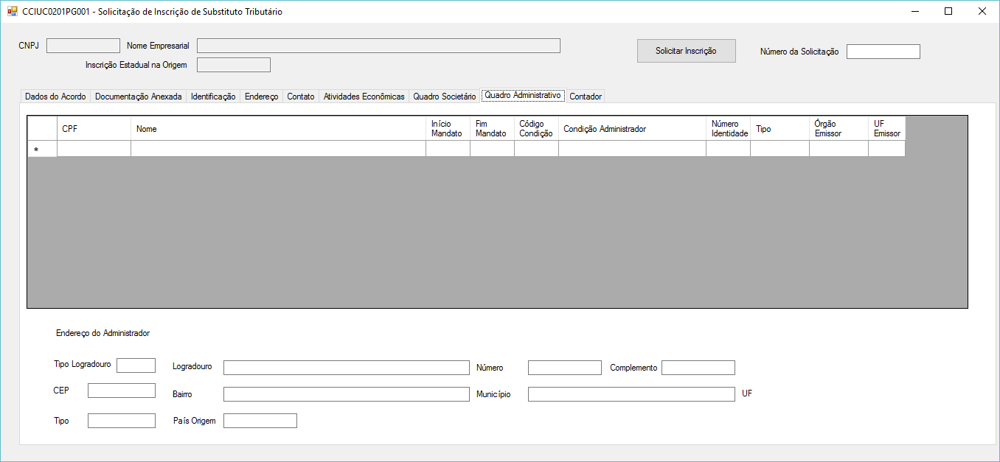 CCIUC0201PG001 - Solicitação de Inscrição de Substituto Tributário
CNPJ Nome Empresarial Solicitar Inscrição Número da Solicitação
Inscrição Estadual na Origem
Dados do Acordo Documentação Anexada Identificação Endereço Contato Atividades Econômicas Quadro Societário Quadro Administrativo Contador
CPF Nome Início Mandato Fim Mandato Código Condição Condição Administrador Número Identidade Tipo Órgão Emissor UF Emissor
*
Endereço do Administrador
Tipo Logradouro Logradouro Número Complemento
CEP Bairro Município UF
Tipo País Origem